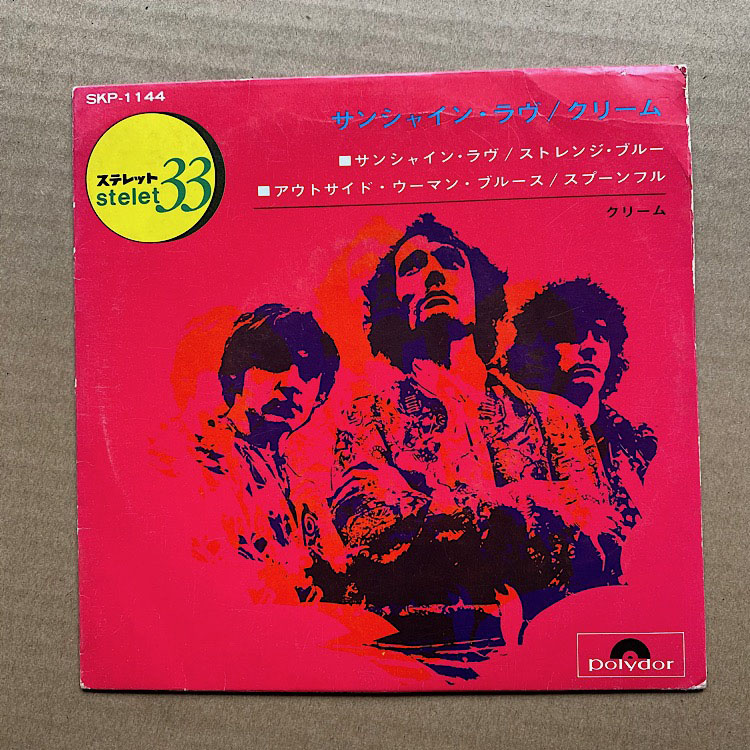 SKP-1144
サンシャイン・ラヴ/クリーム
ステレット
stelet 33
■サンシャイン・ラヴ/ストレンジ・ブルー
■アウトサイド・ウーマン・ブルース/スプーンフル
クリーム
polydor